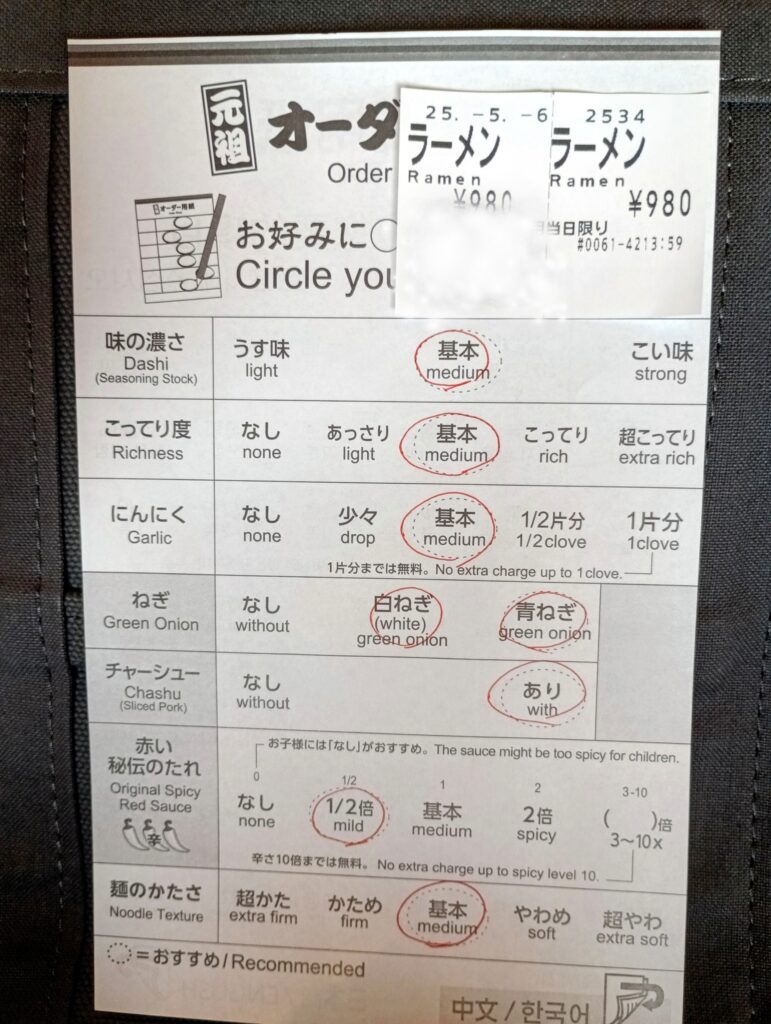 元祖 オーダ
Order
25. -5. -6
ラーメン
Ramen
¥980
2534
ラーメン
Ramen
¥980
当日限り
#0061-4213:59
オーダー用紙
お好みに○
Circle you
味の濃さ
Dashi
(Seasoning Stock)
うす味
light
基本
medium
こい味
strong
こってり度
Richness
なし
none
あっさり
light
基本
medium
こってり
rich
超こってり
extra rich
にんにく
Garlic
なし
none
少々
drop
基本
medium
1/2片分
1/2clove
1片分
1clove
1片分までは無料。No extra charge up to 1clove.
ねぎ
Green Onion
なし
without
白ねぎ
(white)
green onion
青ねぎ
green onion
チャーシュー
Chashu
(Sliced Pork)
なし
without
あり
with
赤い
秘伝のたれ
Original Spicy
Red Sauce
辛
お子様には「なし」がおすすめ。The sauce might be too spicy for children.
0
なし
none
1/2
1/2倍
mild
1
基本
medium
2
2倍
spicy
3-10
( )倍
3〜10x
辛さ10倍までは無料。No extra charge up to spicy level 10.
麺のかたさ
Noodle Texture
超かた
extra firm
かため
firm
基本
medium
やわめ
soft
超やわ
extra soft
=おすすめ/Recommended
中文 / 한국어